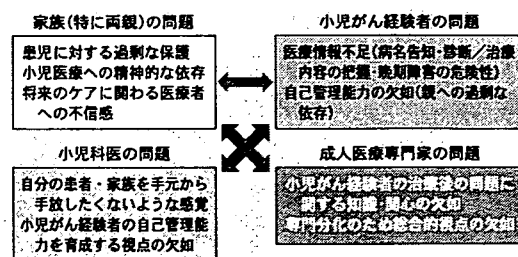 家族(特に両親)の問題
患児に対する過剰な保護
小児医療への精神的な依存
将来のケアに関わる医療者
への不信感
小児がん経験者の問題
医療情報不足(病名告知・診断／治療
内容の把握・晩期障害の危険性)
自己管理能力の欠如(親への過剰な
依存)
小児科医の問題
自分の患者・家族を手元から
手放したくないような感覚
小児がん経験者の自己管理能
力を育成する視点の欠如
成人医療専門家の問題
小児がん経験者の治療後の問題に
関する知識・関心の欠如
専門分化のため総合的視点の欠如